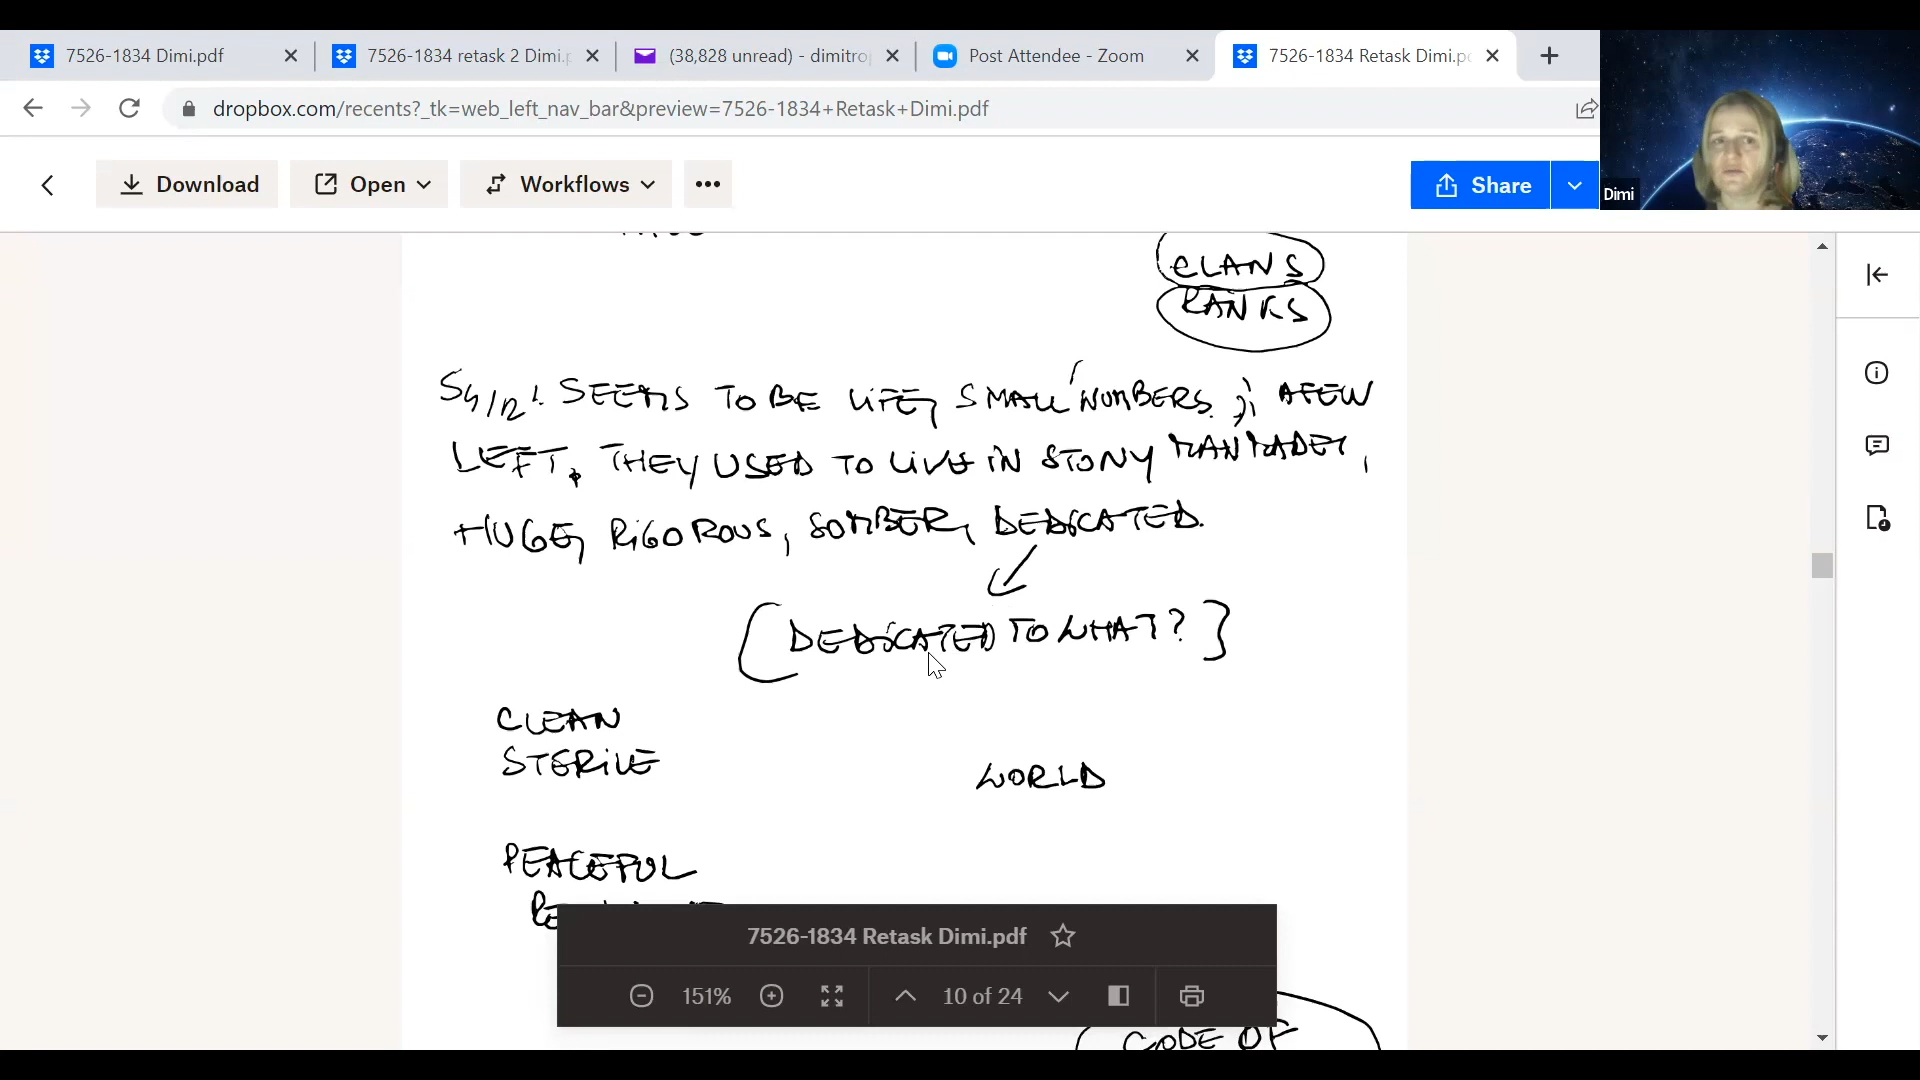 7526-1834 Dimi.pdf
7526-1834 retask 2 Dimi.p
(38,828 unread) - dimitroj
Post Attendee - Zoom
7526-1834 Retask Dimi.pd
dropbox.com/recents?_tk=web_left_nav_bar&preview=7526-1834+Retask+Dimi.pdf
Download
Open
Workflows
Share
Dimi
CLANS
RANKS
S4/12: SEEMS TO BE LIFE, SMALL NUMBERS, A FEW
LEFT. THEY USED TO LIVE IN STONY MANMADE,
HUGE, RIGOROUS, SOMBER, DEDICATED.
[DEDICATED TO WHAT?]
CLEAN
STERILE
WORLD
PEACEFUL
7526-1834 Retask Dimi.pdf
151%
10 of 24
CODE OF